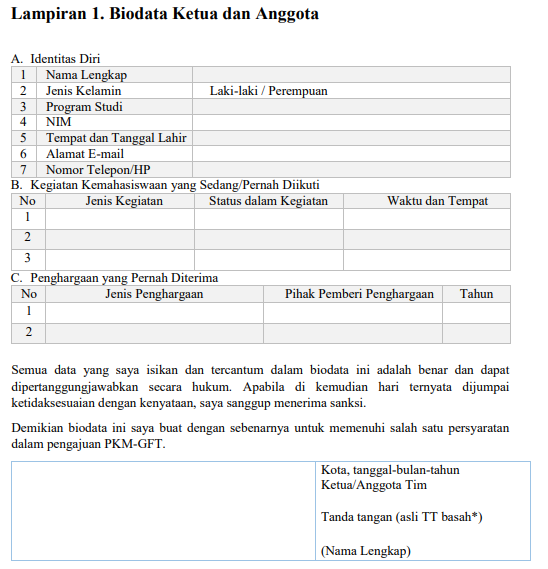 Lampiran 1. Biodata Ketua dan Anggota
A. Identitas Diri
1 Nama Lengkap
2 Jenis Kelamin Laki-laki / Perempuan
3 Program Studi
4 NIM
5 Tempat dan Tanggal Lahir
6 Alamat E-mail
7 Nomor Telepon/HP
B. Kegiatan Kemahasiswaan yang Sedang/Pernah Diikuti
No Jenis Kegiatan Status dalam Kegiatan Waktu dan Tempat
1
2
3
C. Penghargaan yang Pernah Diterima
No Jenis Penghargaan Pihak Pemberi Penghargaan Tahun
1
2
Semua data yang saya isikan dan tercantum dalam biodata ini adalah benar dan dapat
dipertanggungjawabkan secara hukum. Apabila di kemudian hari ternyata dijumpai
ketidaksesuaian dengan kenyataan, saya sanggup menerima sanksi.
Demikian biodata ini saya buat dengan sebenarnya untuk memenuhi salah satu persyaratan
dalam pengajuan PKM-GFT.
Kota, tanggal-bulan-tahun
Ketua/Anggota Tim
Tanda tangan (asli TT basah*)
(Nama Lengkap)